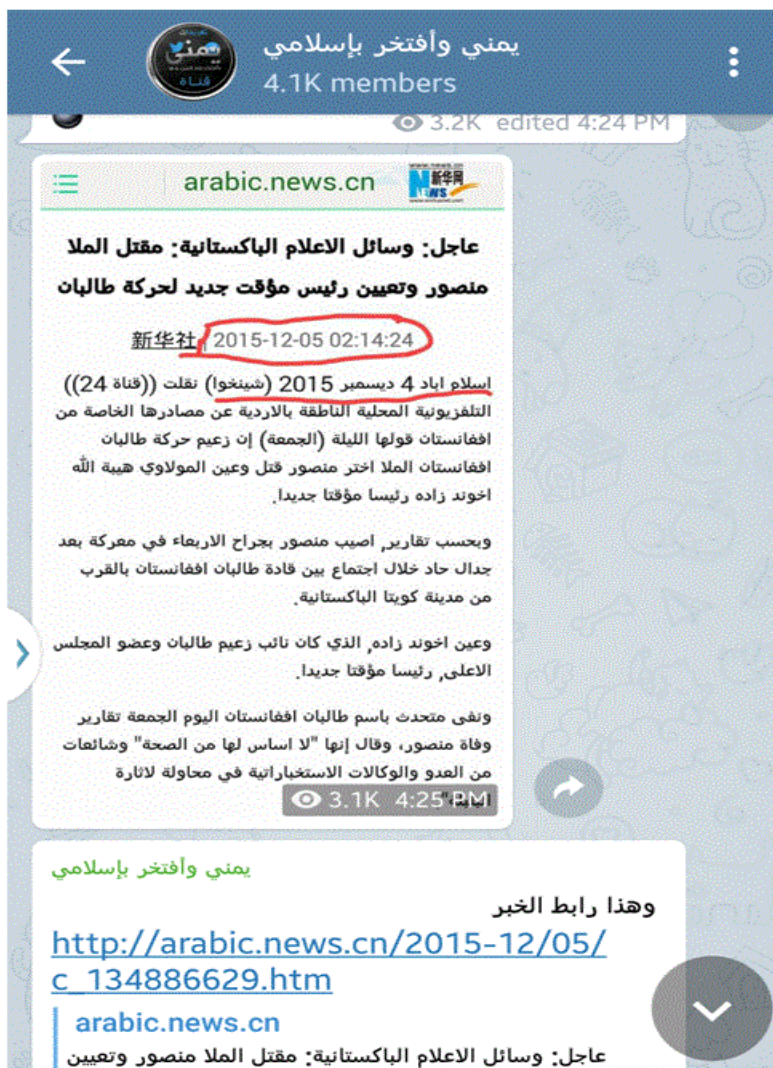 يمني وأفتخر بإسلامي
4.1K members
يمني
قناة
3.2K edited 4:24 PM
arabic.news.cn
www.news.cn
新华网
NEWS
www.xinhuanet.com
عاجل: وسائل الاعلام الباكستانية: مقتل الملا
منصور وتعيين رئيس مؤقت جديد لحركة طالبان
新华社 2015-12-05 02:14:24
اسلام اباد 4 ديسمبر 2015 (شينخوا) نقلت ((قناة 24))
التلفزيونية المحلية الناطقة بالاردية عن مصادرها الخاصة من
افغانستان قولها الليلة (الجمعة) إن زعيم حركة طالبان
افغانستان الملا اختر منصور قتل وعين المولاوي هيبة الله
اخوند زاده رئيسا مؤقتا جديدا.
وبحسب تقارير, اصيب منصور بجراح الاربعاء في معركة بعد
جدال حاد خلال اجتماع بين قادة طالبان افغانستان بالقرب
من مدينة كويتا الباكستانية.
وعين اخوند زاده, الذي كان نائب زعيم طالبان وعضو المجلس
الاعلى, رئيسا مؤقتا جديدا.
ونفى متحدث باسم طالبان افغانستان اليوم الجمعة تقارير
وفاة منصور، وقال إنها "لا اساس لها من الصحة" وشائعات
من العدو والوكالات الاستخباراتية في محاولة لاثارة
3.1K 4:25 PM
يمني وأفتخر بإسلامي
وهذا رابط الخبر
http://arabic.news.cn/2015-12/05/
c_134886629.htm
arabic.news.cn
عاجل: وسائل الاعلام الباكستانية: مقتل الملا منصور وتعيين